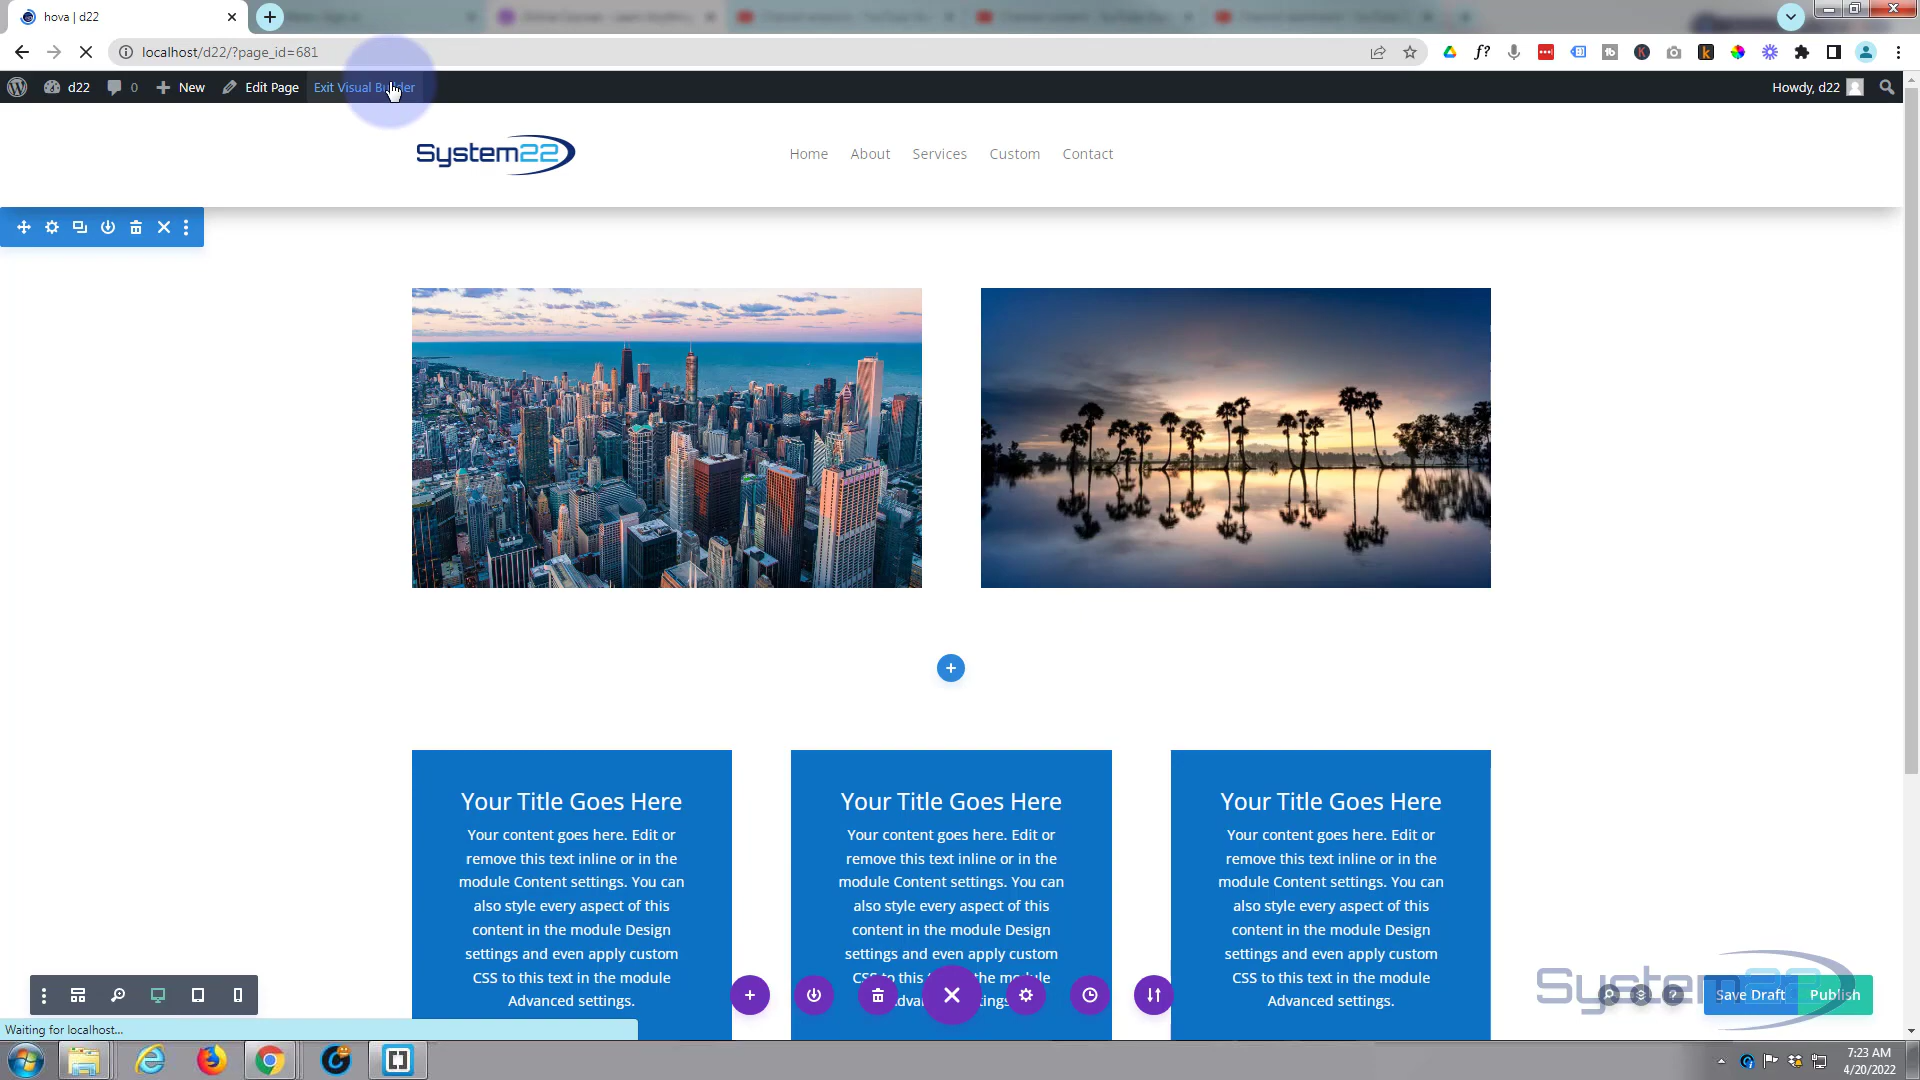 hova | d22
localhost/d22/?page_id=681
d22
0
New
Edit Page
Exit Visual Builder
Howdy, d22
System22
Home
About
Services
Custom
Contact
Your Title Goes Here
Your content goes here. Edit or
remove this text inline or in the
module Content settings. You can
also style every aspect of this
content in the module Design
settings and even apply custom
CSS to this text in the module
Advanced settings.
Your Title Goes Here
Your content goes here. Edit or
remove this text inline or in the
module Content settings. You can
also style every aspect of this
content in the module Design
settings and even apply custom
Your Title Goes Here
Your content goes here. Edit or
remove this text inline or in the
module Content settings. You can
also style every aspect of this
content in the module Design
settings and even apply custom
CSS to this text in the module
Advanced settings.
System22
Save Draft
Publish
Waiting for localhost...
7:23 AM
4/20/2022